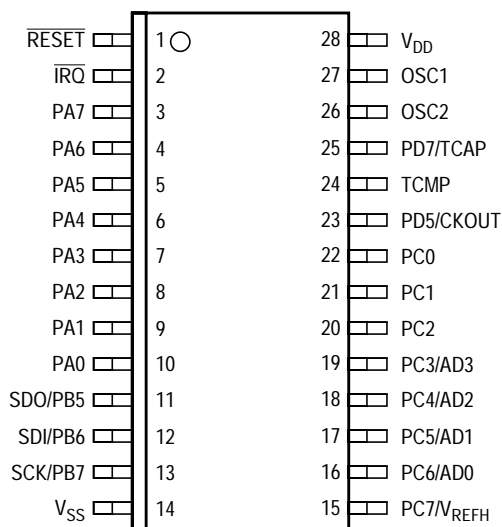 R̅E̅S̅E̅T̅ 1 28 VDD
I̅R̅Q̅ 2 27 OSC1
PA7 3 26 OSC2
PA6 4 25 PD7/TCAP
PA5 5 24 TCMP
PA4 6 23 PD5/CKOUT
PA3 7 22 PC0
PA2 8 21 PC1
PA1 9 20 PC2
PA0 10 19 PC3/AD3
SDO/PB5 11 18 PC4/AD2
SDI/PB6 12 17 PC5/AD1
SCK/PB7 13 16 PC6/AD0
VSS 14 15 PC7/VREFH